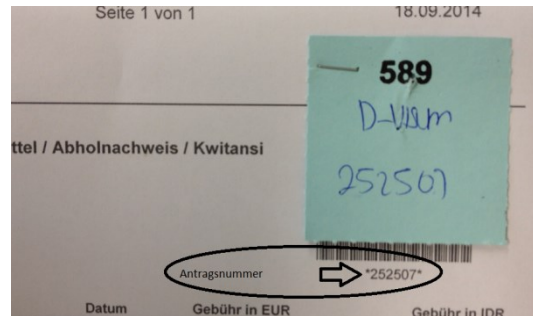 Seite 1 von 1 18.09.2014
589
D-Visum
252507
ttel / Abholnachweis / Kwitansi
Antragsnummer *252507*
Datum Gebühr in EUR Gebühr in IDR